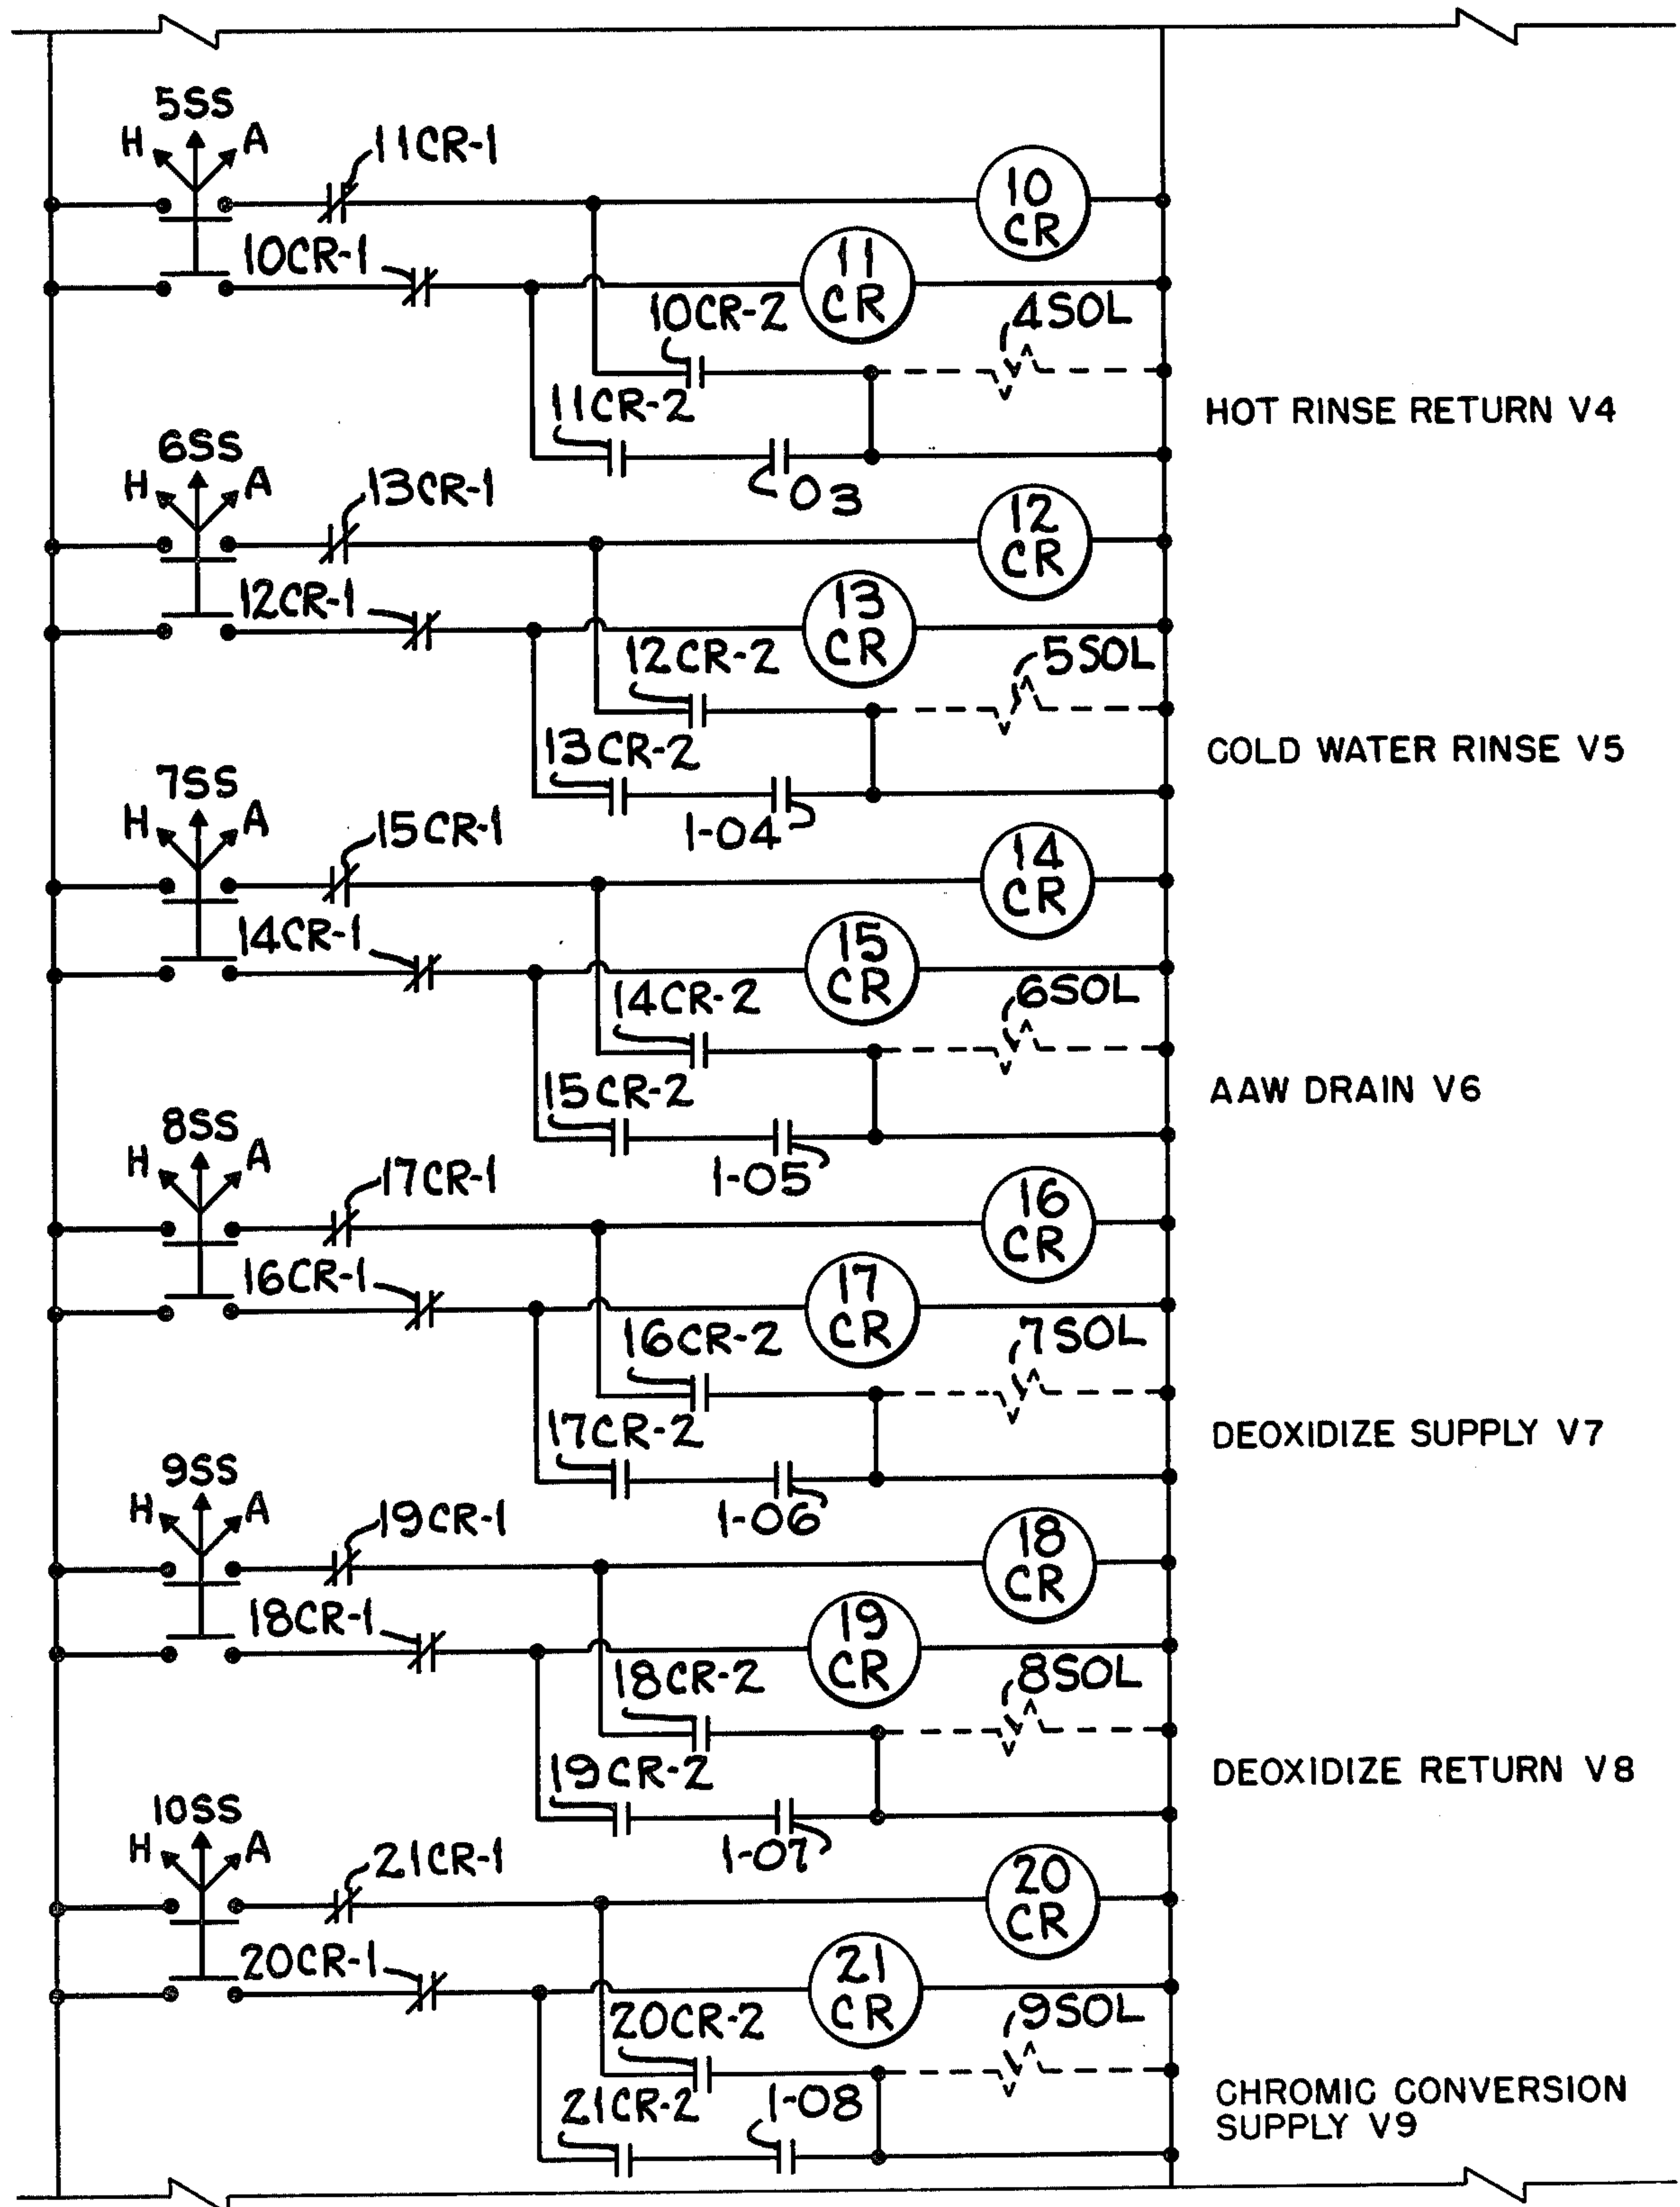 5SS
H A
11CR-1
10
CR
10CR-1
11
CR
10CR-2
4SOL
11CR-2
HOT RINSE RETURN V4
03
6SS
H A
13CR-1
12
CR
12CR-1
13
CR
12CR-2
5SOL
13CR-2
COLD WATER RINSE V5
1-04
7SS
H A
15CR-1
14
CR
14CR-1
15
CR
14CR-2
6SOL
15CR-2
AAW DRAIN V6
1-05
8SS
H A
17CR-1
16
CR
16CR-1
17
CR
16CR-2
7SOL
17CR-2
DEOXIDIZE SUPPLY V7
1-06
9SS
H A
19CR-1
18
CR
18CR-1
19
CR
18CR-2
8SOL
19CR-2
DEOXIDIZE RETURN V8
1-07
10SS
H A
21CR-1
20
CR
20CR-1
21
CR
20CR-2
9SOL
21CR-2
1-08
CHROMIC CONVERSION
SUPPLY V9